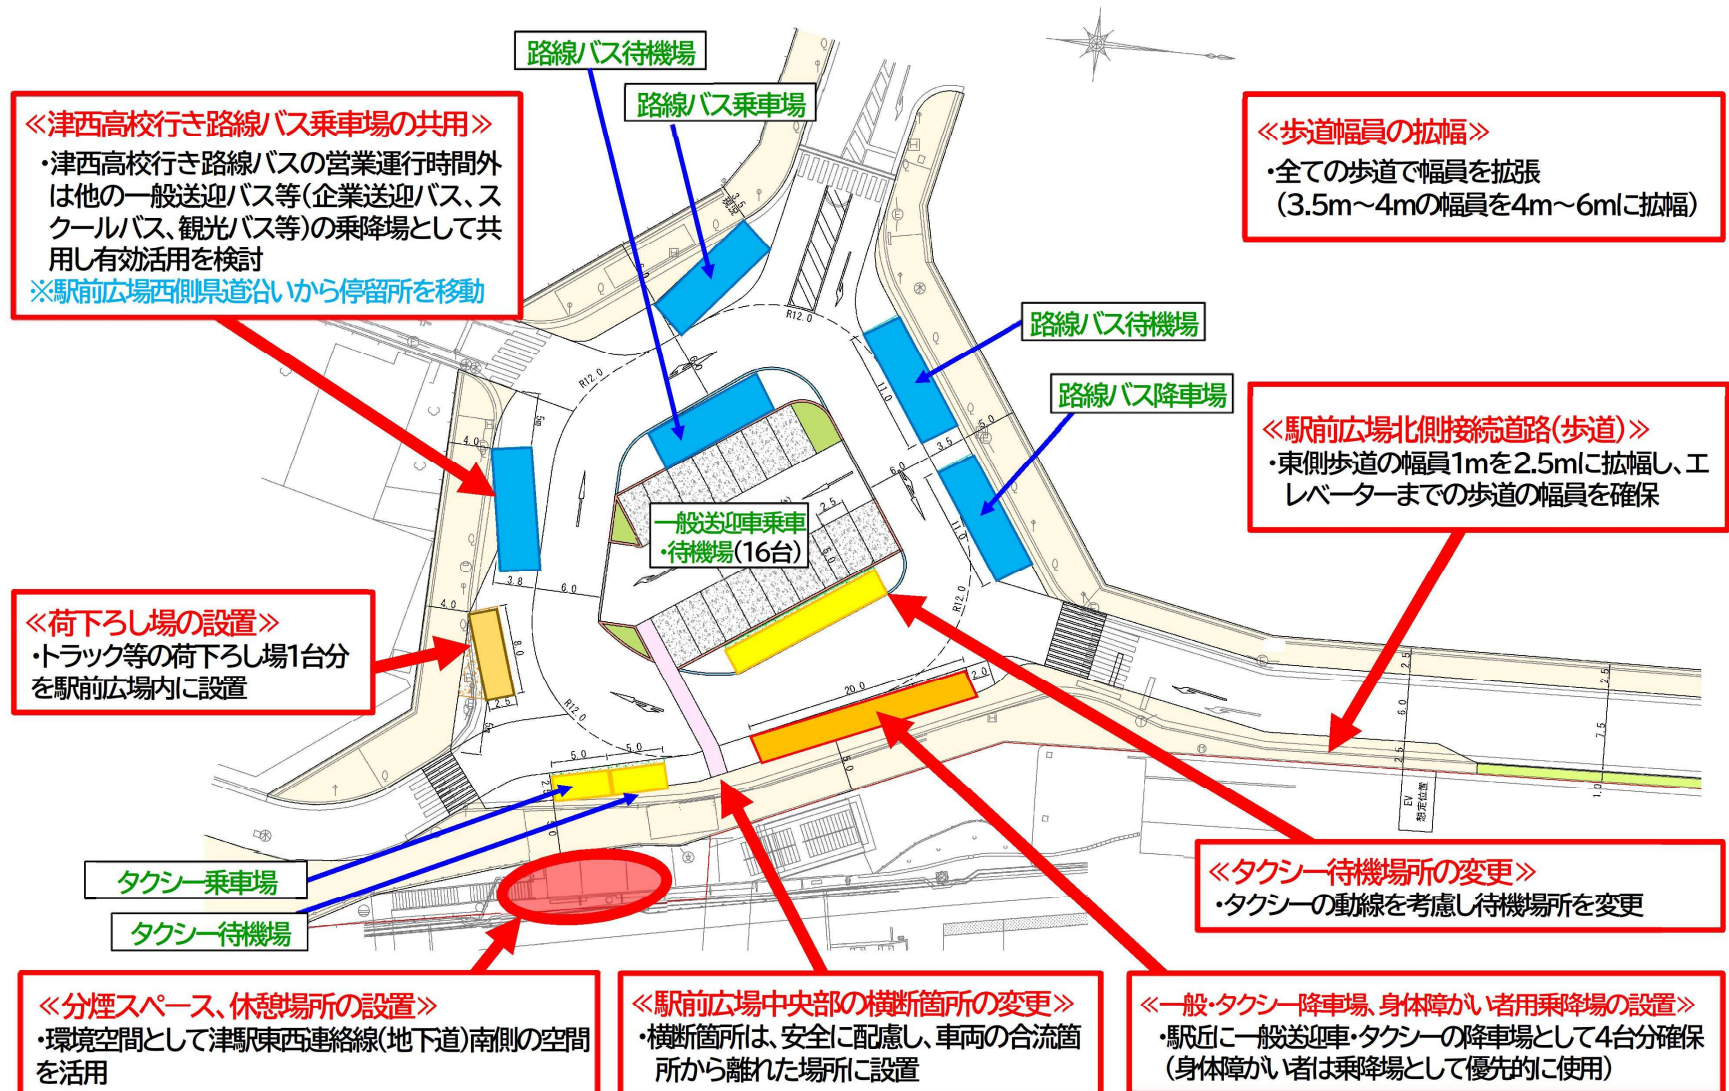 路線バス待機場
路線バス乗車場
≪津西高校行き路線バス乗車場の共用≫
・津西高校行き路線バスの営業運行時間外
は他の一般送迎バス等(企業送迎バス、ス
クールバス、観光バス等)の乗降場として共
用し有効活用を検討
※駅前広場西側県道沿いから停留所を移動
≪歩道幅員の拡幅≫
・全ての歩道で幅員を拡張
(3.5m～4mの幅員を4m～6mに拡幅)
路線バス待機場
路線バス降車場
≪駅前広場北側接続道路(歩道)≫
・東側歩道の幅員1mを2.5mに拡幅し、エ
レベーターまでの歩道の幅員を確保
一般送迎車乗車
・待機場(16台)
≪荷下ろし場の設置≫
・トラック等の荷下ろし場1台分
を駅前広場内に設置
タクシー乗車場
タクシー待機場
≪タクシー待機場所の変更≫
・タクシーの動線を考慮し待機場所を変更
≪分煙スペース、休憩場所の設置≫
・環境空間として津駅東西連絡線(地下道)南側の空間
を活用
≪駅前広場中央部の横断箇所の変更≫
・横断箇所は、安全に配慮し、車両の合流箇
所から離れた場所に設置
≪一般・タクシー降車場、身体障がい者用乗降場の設置≫
・駅近に一般送迎車・タクシーの降車場として4台分確保
(身体障がい者は乗降場として優先的に使用)
R12.0
R12.0
R12.0
R12.0
3.5
6.0
11.0
3.5
5.0
6.0
11.0
4.0
5m
3.8
6.0
4.0
8.0
2.5
5m
2.5
5.0
5.0
5.0
5.0
20.0
2.0
5.0
2.5
6.0
2.5
2.5
7.5
1.0
EV
想定位置